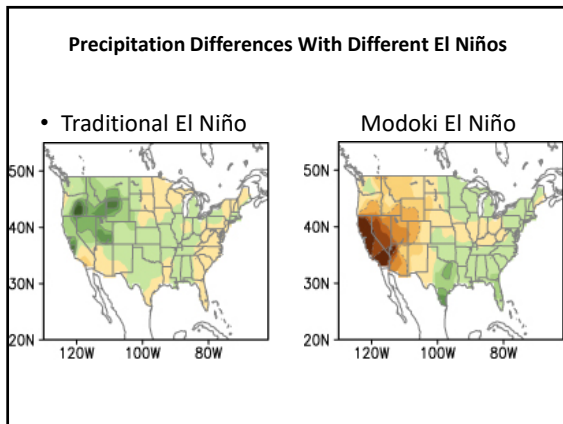 Precipitation Differences With Different El Niños
• Traditional El Niño
Modoki El Niño
50N
40N
30N
20N
120W 100W 80W
50N
40N
30N
20N
120W 100W 80W